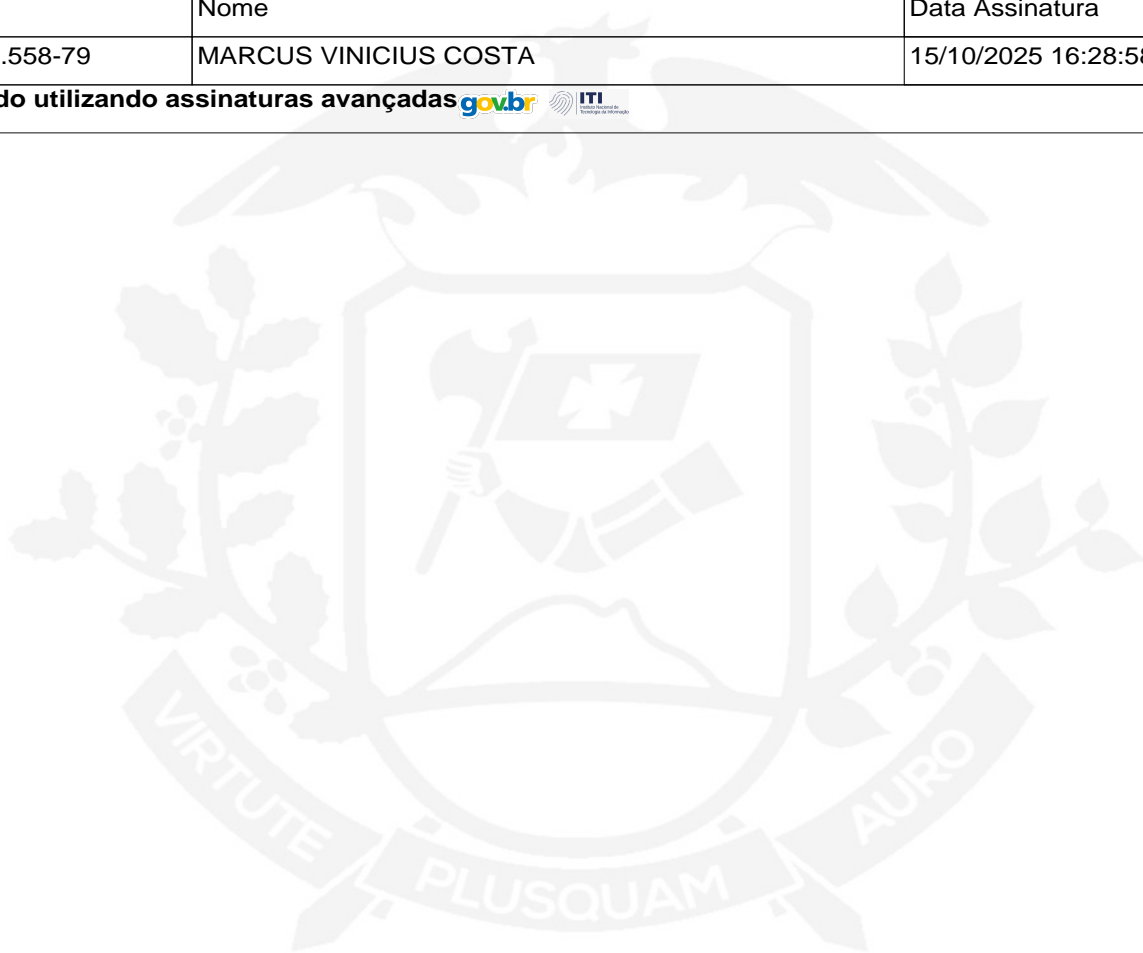 Nome Data Assinatura
.558-79 MARCUS VINICIUS COSTA 15/10/2025 16:28:58
do utilizando assinaturas avançadas gov.br ITI
VIRTUTE PLUSQUAM AURO